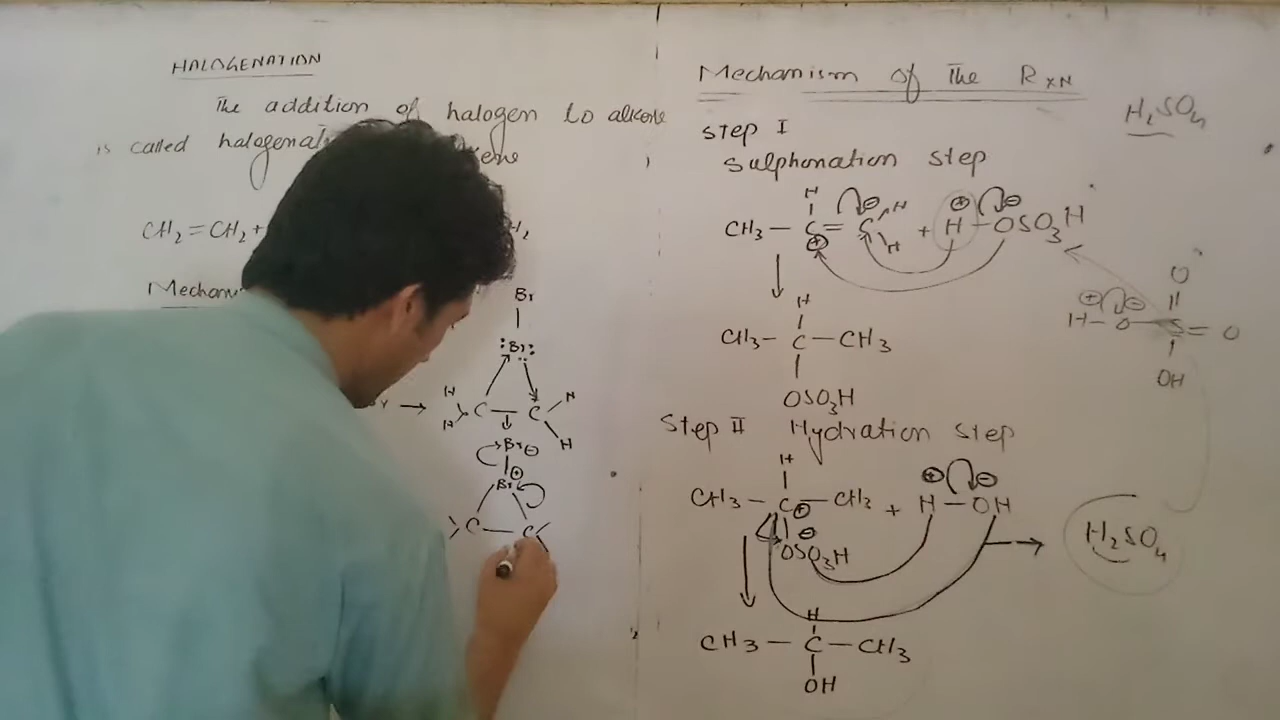 HALOGENATION
The addition of halogen to alkene
is called
CH2=CH2+
Br
:Br:
H
C — C
H
H
H
Br⊖
⊕
Br
C — C
Mechanism of The RXN
H2SO4
Step I
Sulphonation step
H
CH3 — C = C H + H — OSO3H
⊕
H
H
CH3 — C — CH3
OSO3H
O
H — O — S = O
OH
Step II Hydration step
H
CH3 — C — CH3 + H — OH
⊕
⊖
OSO3H
H2SO4
H
CH3 — C — CH3
OH